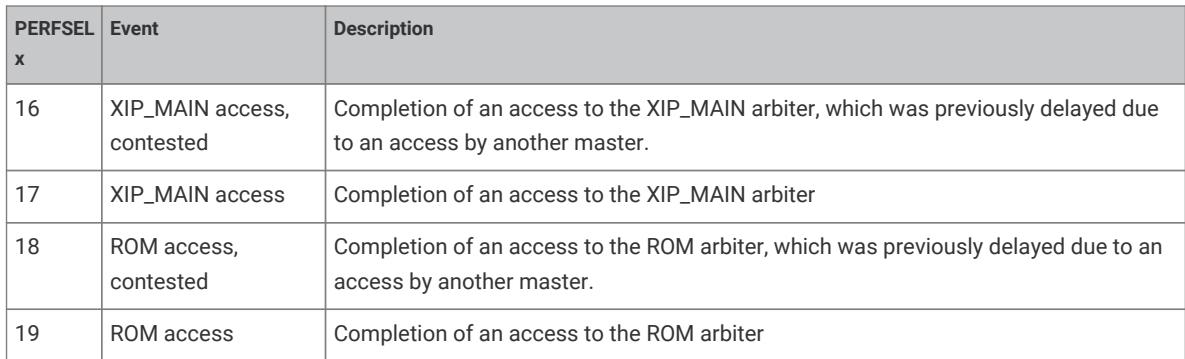 PERFSEL Event Description
x
16 XIP_MAIN access, Completion of an access to the XIP_MAIN arbiter, which was previously delayed due
contested to an access by another master.
17 XIP_MAIN access Completion of an access to the XIP_MAIN arbiter
18 ROM access, Completion of an access to the ROM arbiter, which was previously delayed due to an
contested access by another master.
19 ROM access Completion of an access to the ROM arbiter